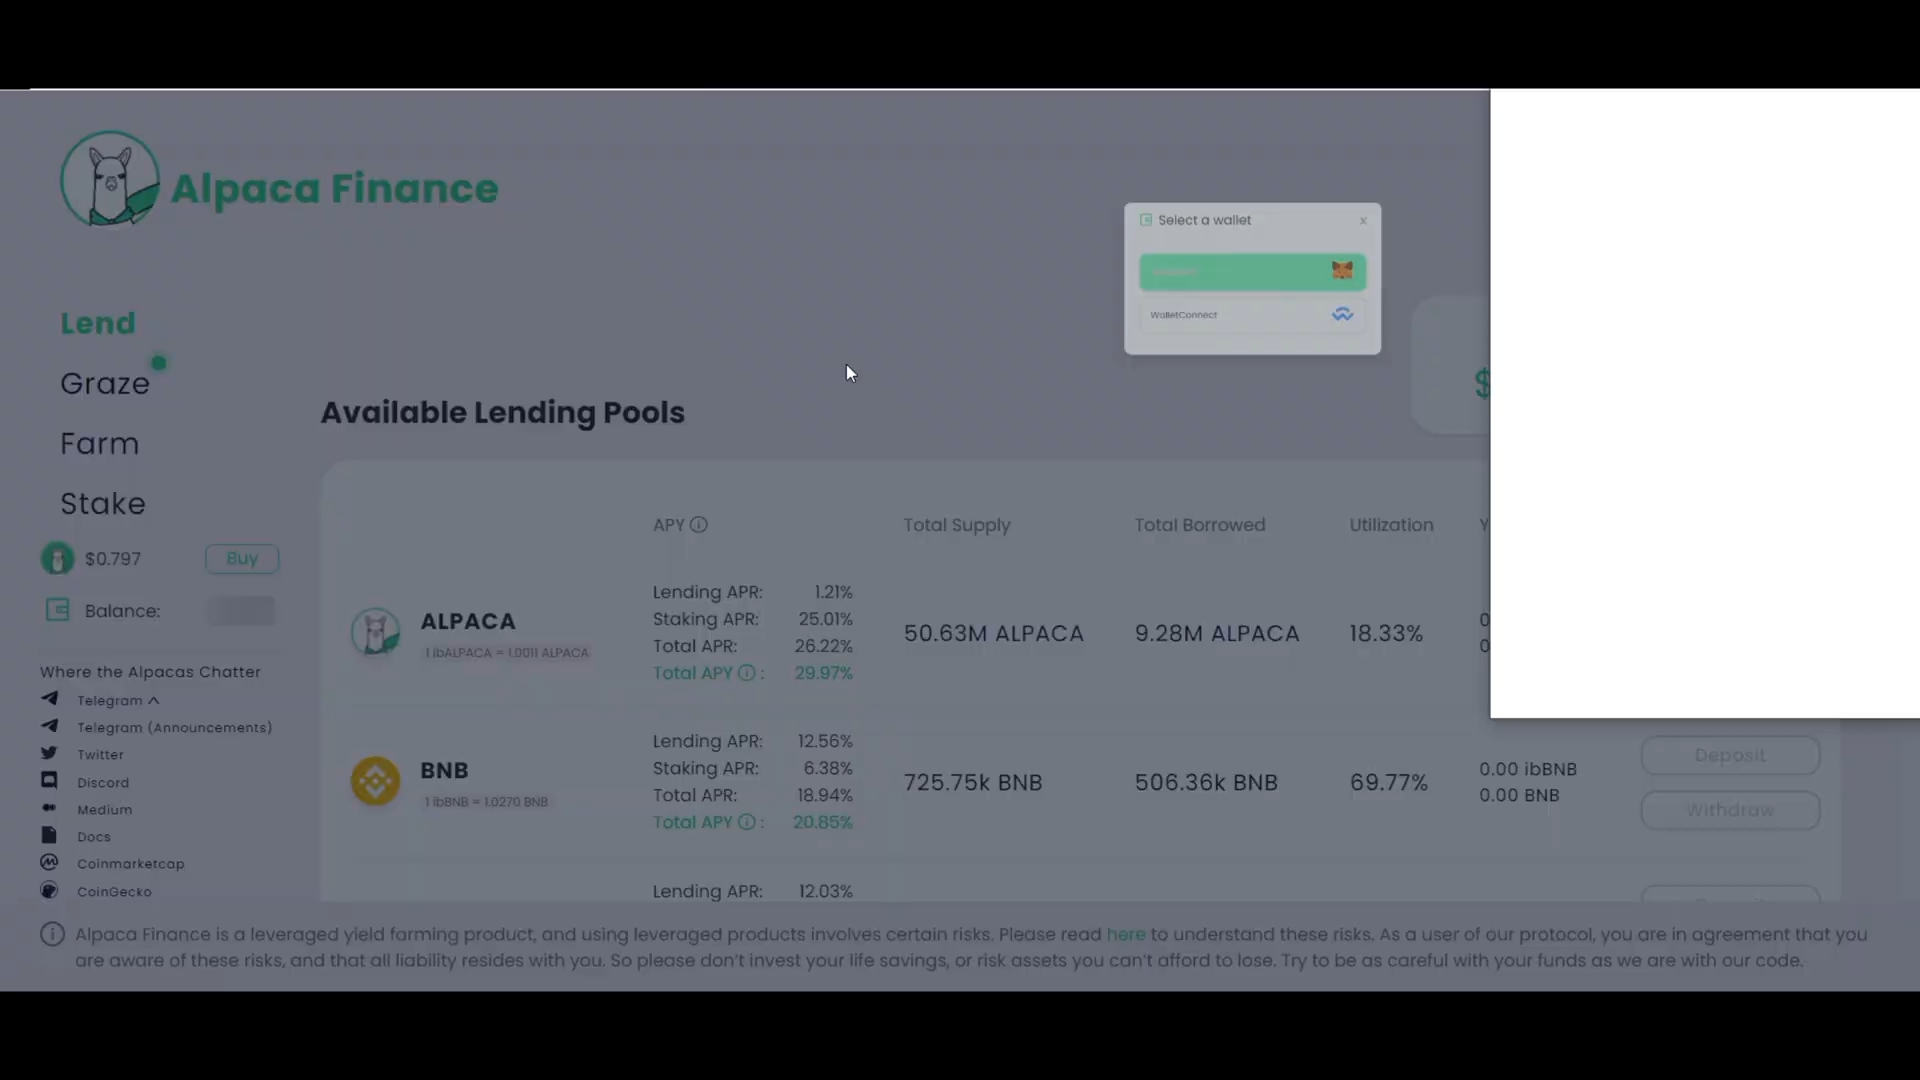 Alpaca Finance
Select a wallet
x
WalletConnect
Lend
Graze
Farm
Stake
$0.797
Buy
Balance:
Where the Alpacas Chatter
Telegram
Telegram (Announcements)
Twitter
Discord
Medium
Docs
Coinmarketcap
CoinGecko
$
Available Lending Pools
APY
Total Supply
Total Borrowed
Utilization
Y
ALPACA
1 ibALPACA = 1.0011 ALPACA
Lending APR: 1.21%
Staking APR: 25.01%
Total APR: 26.22%
Total APY : 29.97%
50.63M ALPACA
9.28M ALPACA
18.33%
0
0
BNB
1 ibBNB = 1.0270 BNB
Lending APR: 12.56%
Staking APR: 6.38%
Total APR: 18.94%
Total APY : 20.85%
725.75k BNB
506.36k BNB
69.77%
0.00 ibBNB
0.00 BNB
Deposit
Withdraw
Lending APR: 12.03%
Alpaca Finance is a leveraged yield farming product, and using leveraged products involves certain risks. Please read here to understand these risks. As a user of our protocol, you are in agreement that you
are aware of these risks, and that all liability resides with you. So please don't invest your life savings, or risk assets you can't afford to lose. Try to be as careful with your funds as we are with our code.